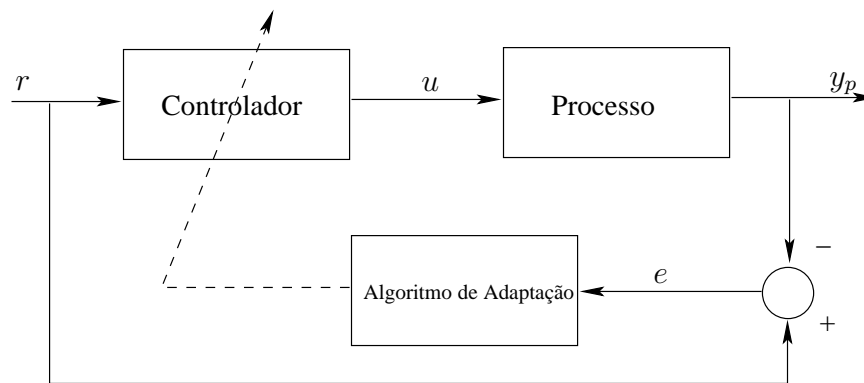 r
Controlador
u
Processo
y_p
Algoritmo de Adaptação
e
−
+